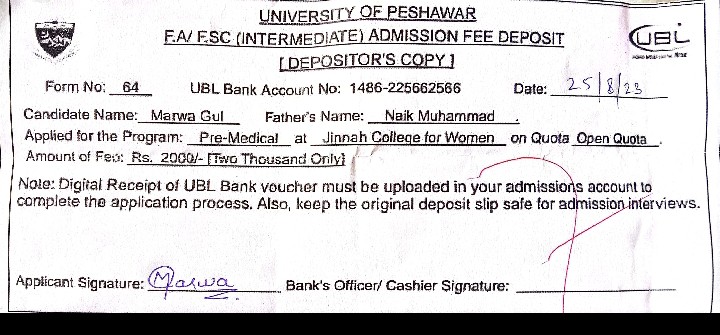 UNIVERSITY OF PESHAWAR
F.A/ F.SC (INTERMEDIATE) ADMISSION FEE DEPOSIT
[DEPOSITOR'S COPY]
UBL
Form No: 64 UBL Bank Account No: 1486-225662566 Date: 25/8/23
Candidate Name: Marwa Gul Father's Name: Naik Muhammad .
Applied for the Program: Pre-Medical at Jinnah College for Women on Quota Open Quota .
Amount of Fee: Rs. 2000/- [Two Thousand Only]
Note: Digital Receipt of UBL Bank voucher must be uploaded in your admissions account to
complete the application process. Also, keep the original deposit slip safe for admission interviews.
Applicant Signature: Marwa Bank's Officer/ Cashier Signature: